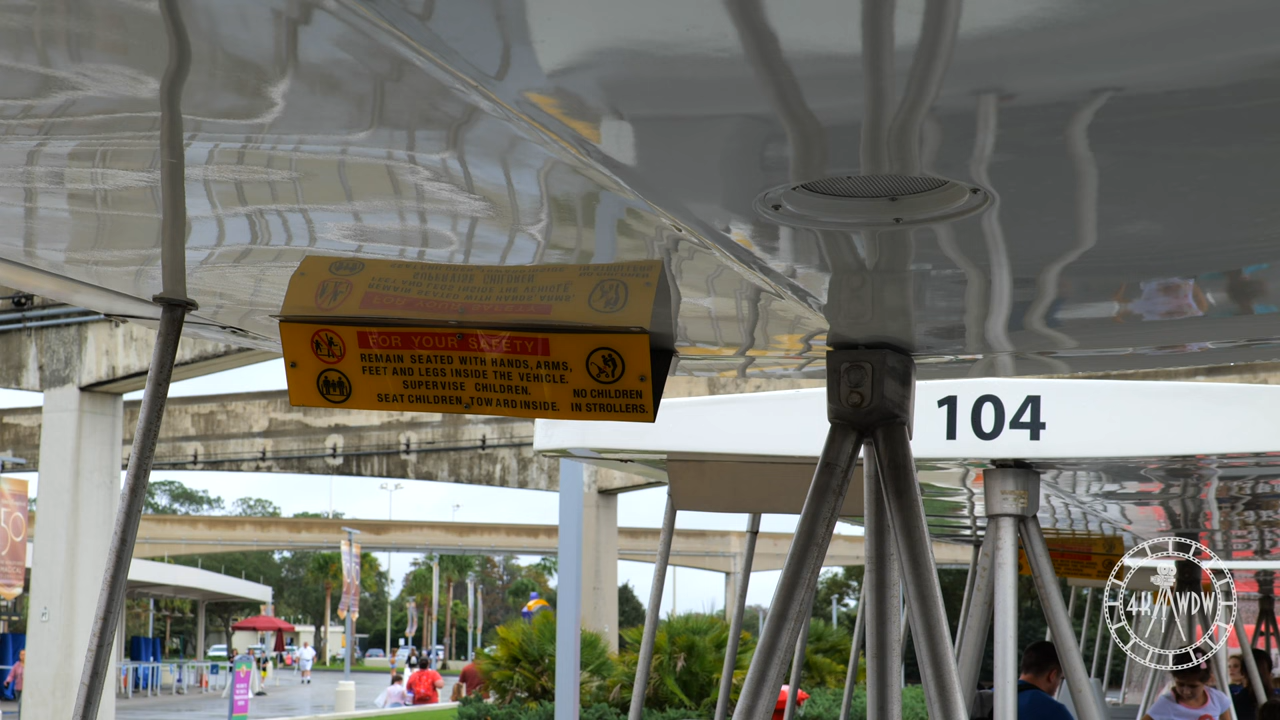 FOR YOUR SAFETY
REMAIN SEATED WITH HANDS, ARMS,
FEET AND LEGS INSIDE THE VEHICLE.
SUPERVISE CHILDREN.
SEAT CHILDREN TOWARD INSIDE.
NO CHILDREN
IN STROLLERS.
104
50
4K WDW